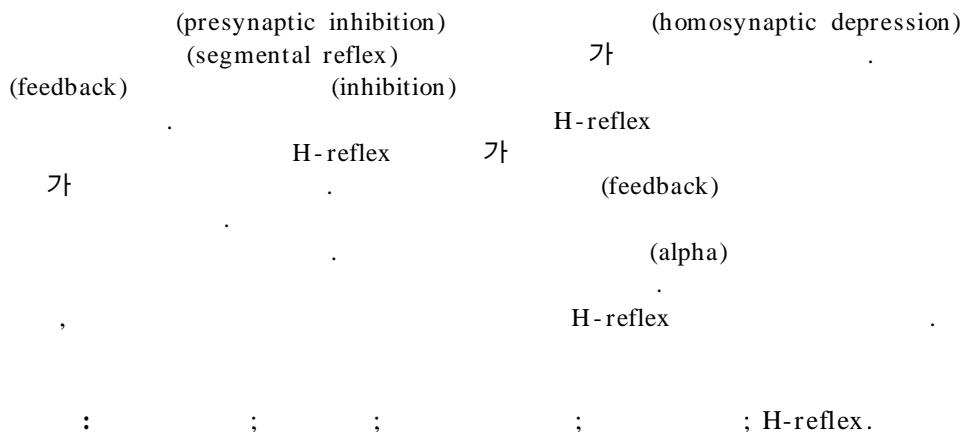 (presynaptic inhibition) (homosynaptic depression)
(segmental reflex) 가 .
(feedback) (inhibition)
. H-reflex
H-reflex 가
가 . (feedback)
.
. (alpha)
.
, H-reflex .
: ; ; ; ; H-reflex.